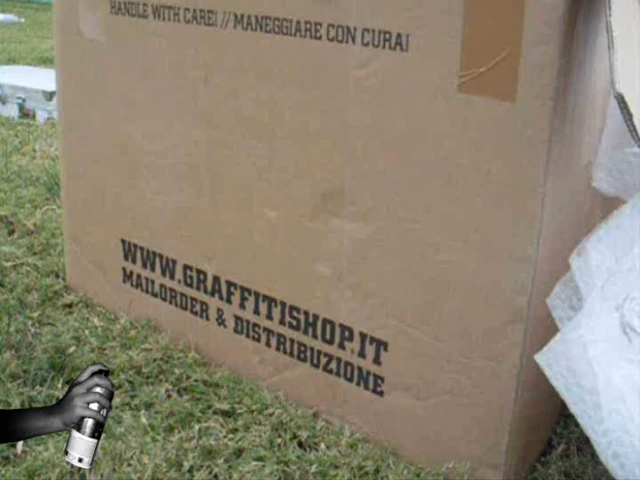 HANDLE WITH CARE! // MANEGGIARE CON CURA!
WWW.GRAFFITISHOP.IT
MAILORDER & DISTRIBUZIONE